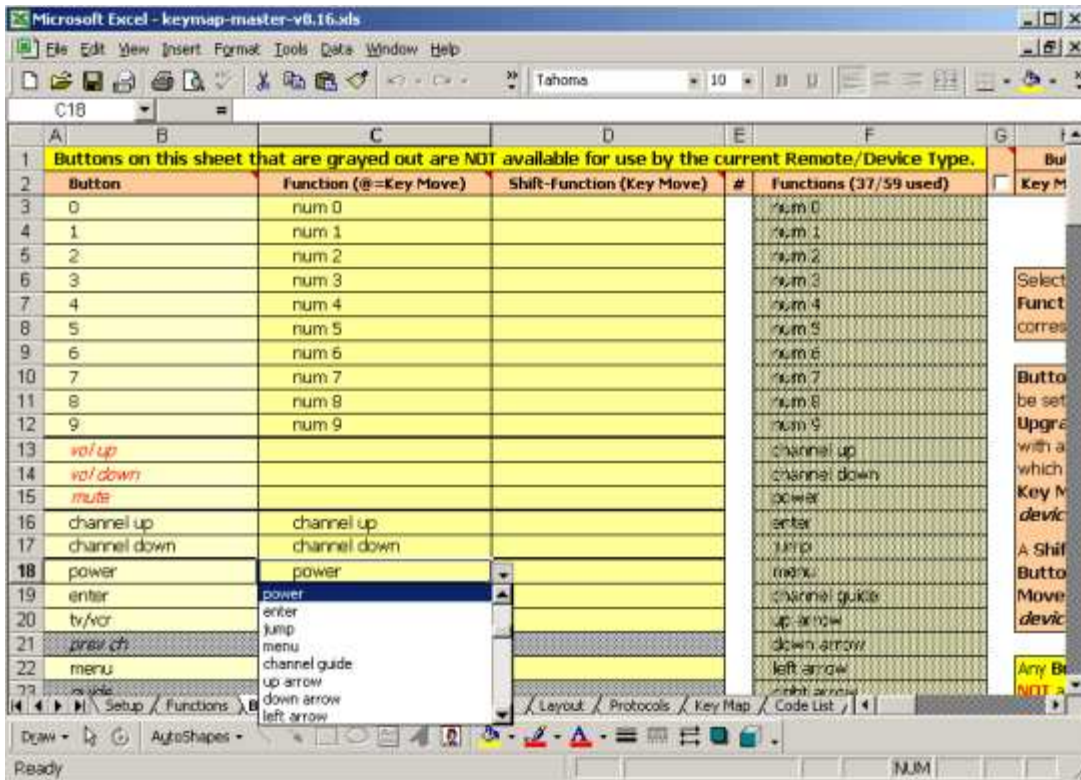 Microsoft Excel - keymap-master-v8.16.xls
File Edit View Insert Format Tools Data Window Help
Tahoma 10
C18 =
A B C D E F G
1 Buttons on this sheet that are grayed out are NOT available for use by the current Remote/Device Type.
2 Button Function (@=Key Move) Shift-Function (Key Move) # Functions (37/59 used) Key M
3 0 num 0 num 0
4 1 num 1 num 1
5 2 num 2 num 2
6 3 num 3 num 3 Select
7 4 num 4 num 4 Funct
8 5 num 5 num 5 corres
9 6 num 6 num 6
10 7 num 7 num 7 Butto
11 8 num 8 num 8 be set
12 9 num 9 num 9 Upgra
13 vol up channel up with a
14 vol down channel down which
15 mute power Key M
16 channel up channel up enter devic
17 channel down channel down jump A Shif
18 power power menu Butto
19 enter power channel guide Move
20 tv/vcr enter up arrow devic
21 prev ch jump down arrow
22 menu menu left arrow Any Bu
23 guide channel guide right arrow NOT a
up arrow
down arrow
left arrow
Setup Functions B Layout Protocols Key Map Code List
Draw AutoShapes
Ready NUM